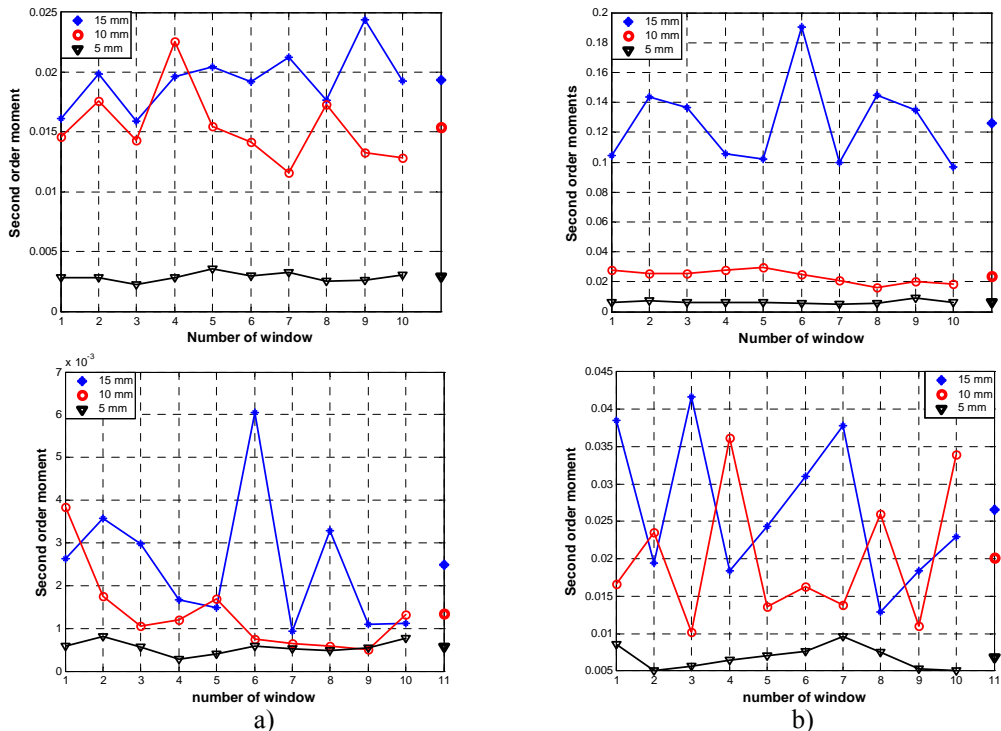 0.025
0.02
0.015
0.01
0.005
0
Second order moment
15 mm
10 mm
5 mm
1 2 3 4 5 6 7 8 9 10
Number of window
0.2
0.18
0.16
0.14
0.12
0.1
0.08
0.06
0.04
0.02
0
Second order moments
15 mm
10 mm
5 mm
1 2 3 4 5 6 7 8 9 10
Number of window
x 10⁻³
7
6
5
4
3
2
1
0
Second order moment
15 mm
10 mm
5 mm
1 2 3 4 5 6 7 8 9 10 11
number of window
a)
0.045
0.04
0.035
0.03
0.025
0.02
0.015
0.01
0.005
Second order moment
15 mm
10 mm
5 mm
1 2 3 4 5 6 7 8 9 10 11
number of window
b)